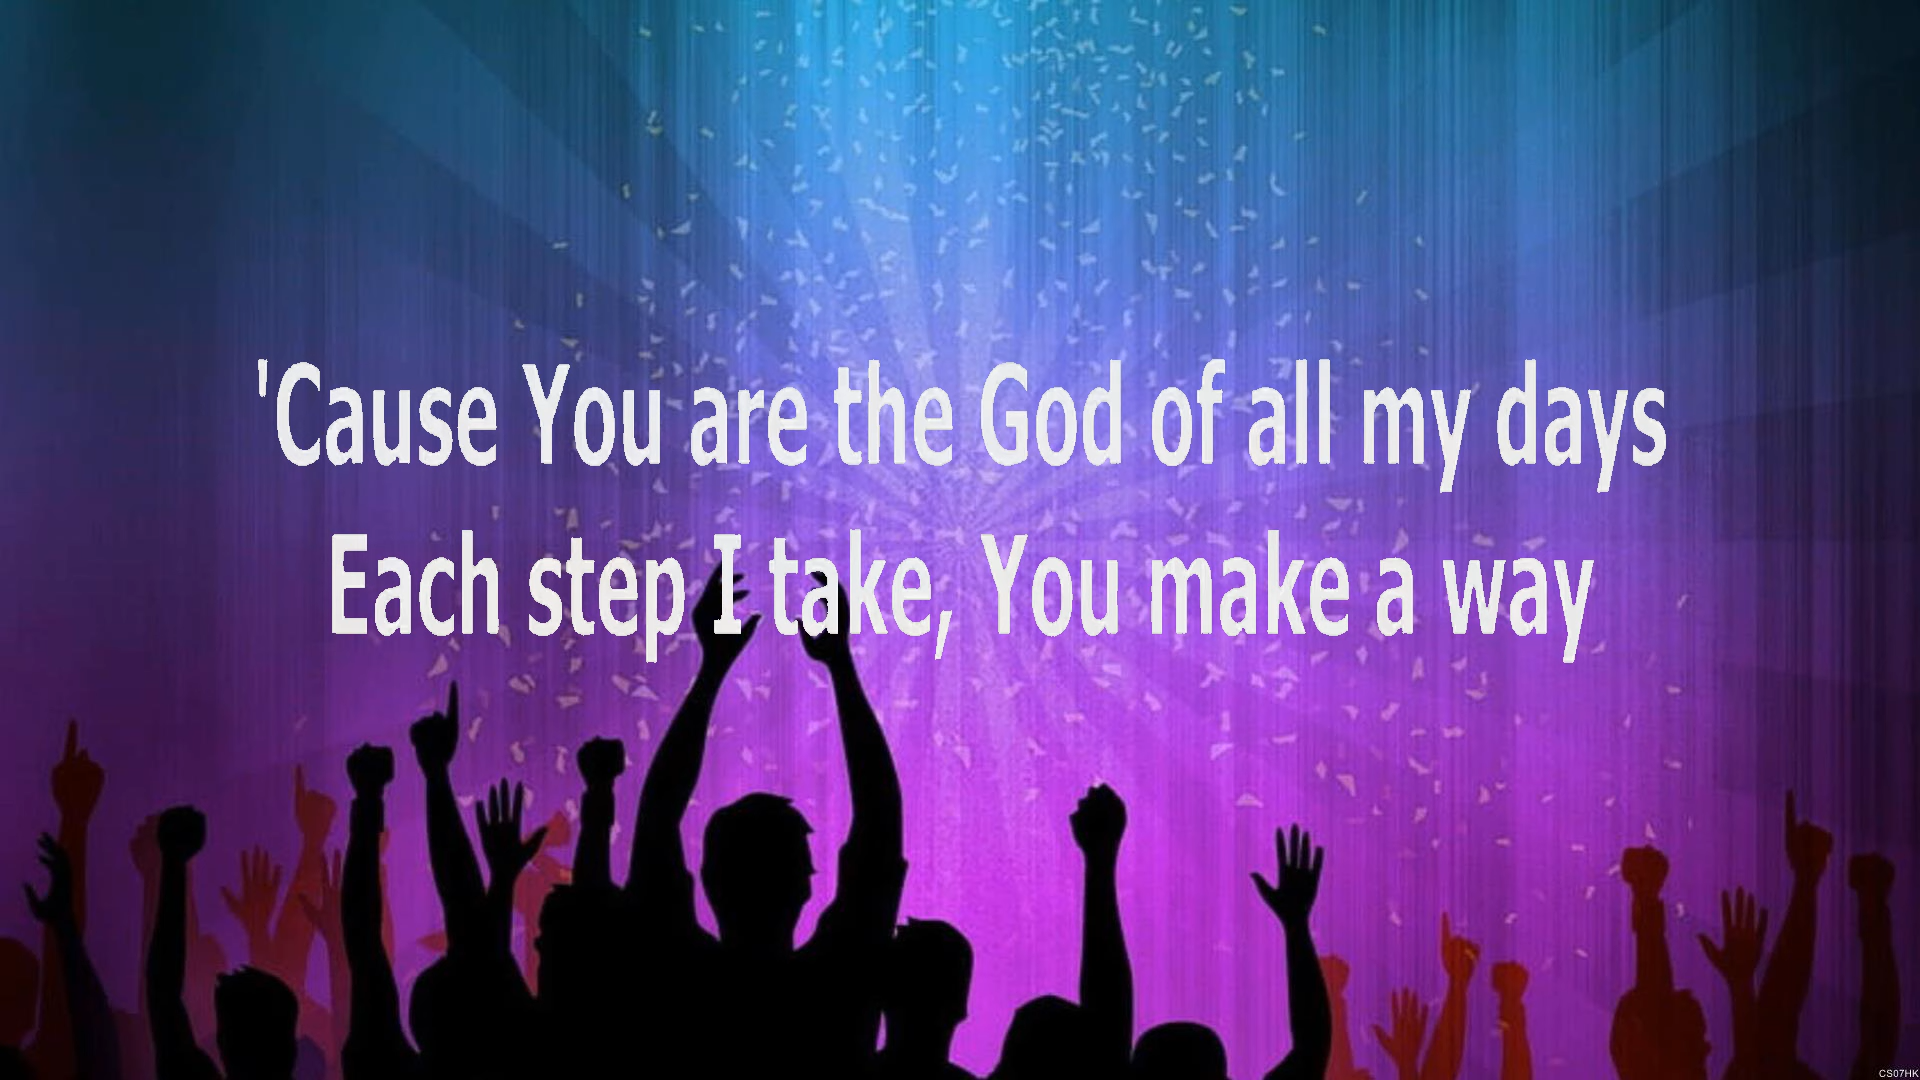 'Cause You are the God of all my days
Each step I take, You make a way
CS07HK